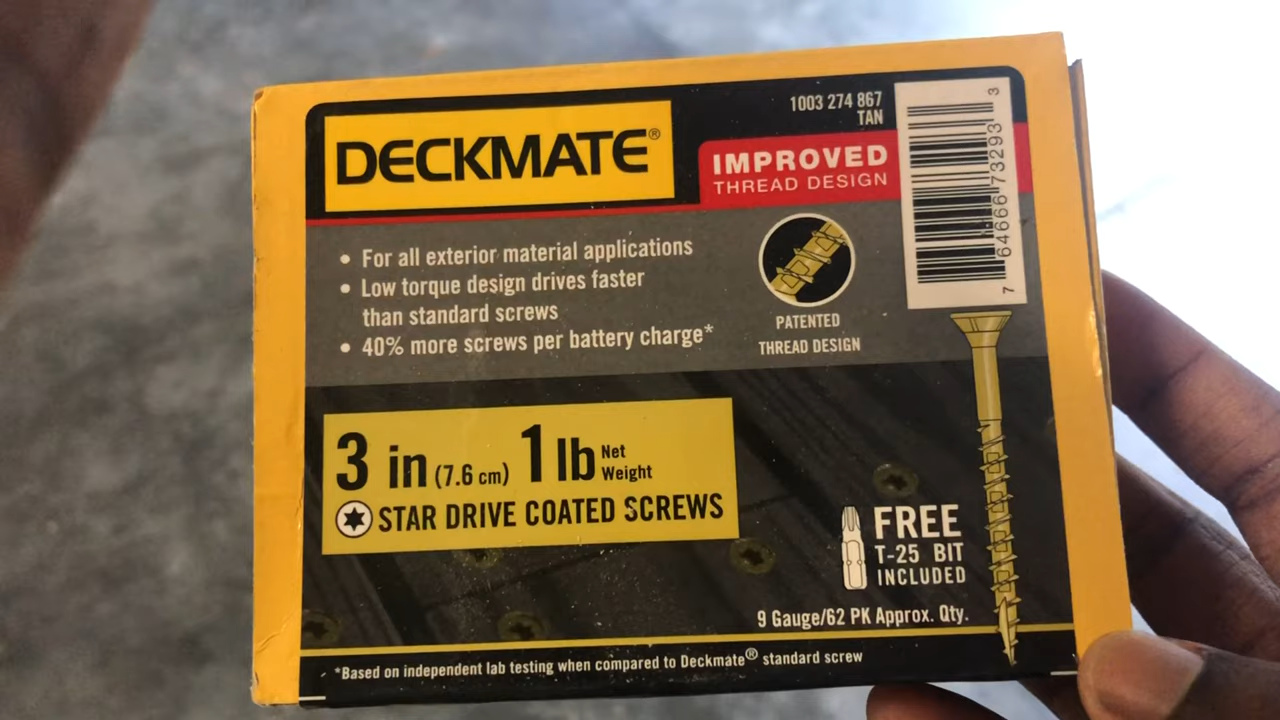 DECKMATE®
1003 274 867
TAN
IMPROVED
THREAD DESIGN
7 64666 73293 3
• For all exterior material applications
• Low torque design drives faster
than standard screws
• 40% more screws per battery charge*
PATENTED
THREAD DESIGN
3 in (7.6 cm) 1 lb Net Weight
STAR DRIVE COATED SCREWS
FREE
T-25 BIT
INCLUDED
9 Gauge/62 PK Approx. Qty.
*Based on independent lab testing when compared to Deckmate® standard screw